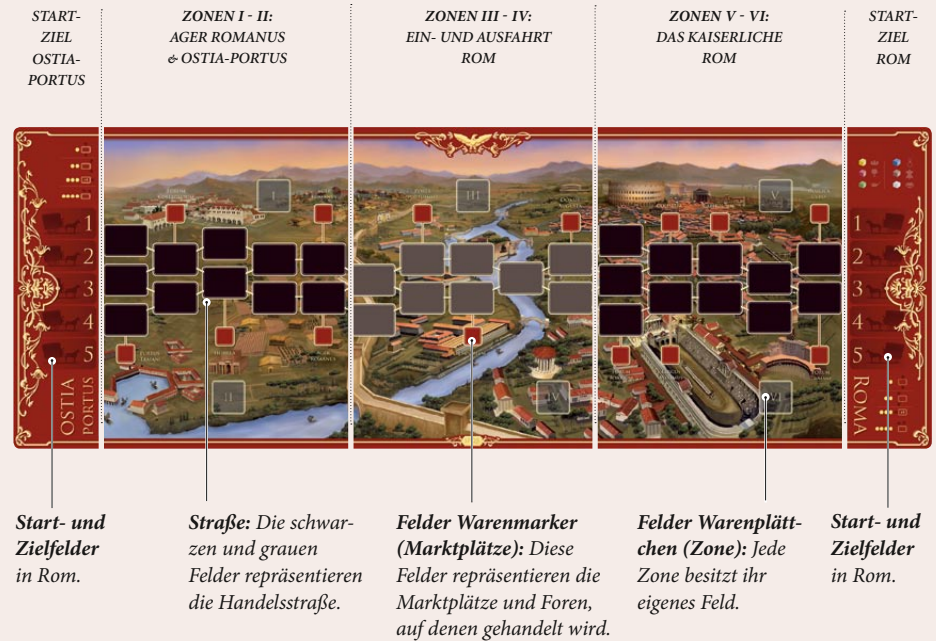 START-
ZIEL
OSTIA-
PORTUS
ZONEN I - II:
AGER ROMANUS
& OSTIA-PORTUS
ZONEN III - IV:
EIN- UND AUSFAHRT
ROM
ZONEN V - VI:
DAS KAISERLICHE
ROM
START-
ZIEL
ROM
1
2
3
4
5
OSTIA
PORTUS
I
II
III
IV
V
VI
1
2
3
4
5
ROMA
Start- und
Zielfelder
in Rom.
Straße: Die schwar-
zen und grauen
Felder repräsentieren
die Handelsstraße.
Felder Warenmarker
(Marktplätze): Diese
Felder repräsentieren die
Marktplätze und Foren,
auf denen gehandelt wird.
Felder Warenplätt-
chen (Zone): Jede
Zone besitzt ihr
eigenes Feld.
Start- und
Zielfelder
in Rom.